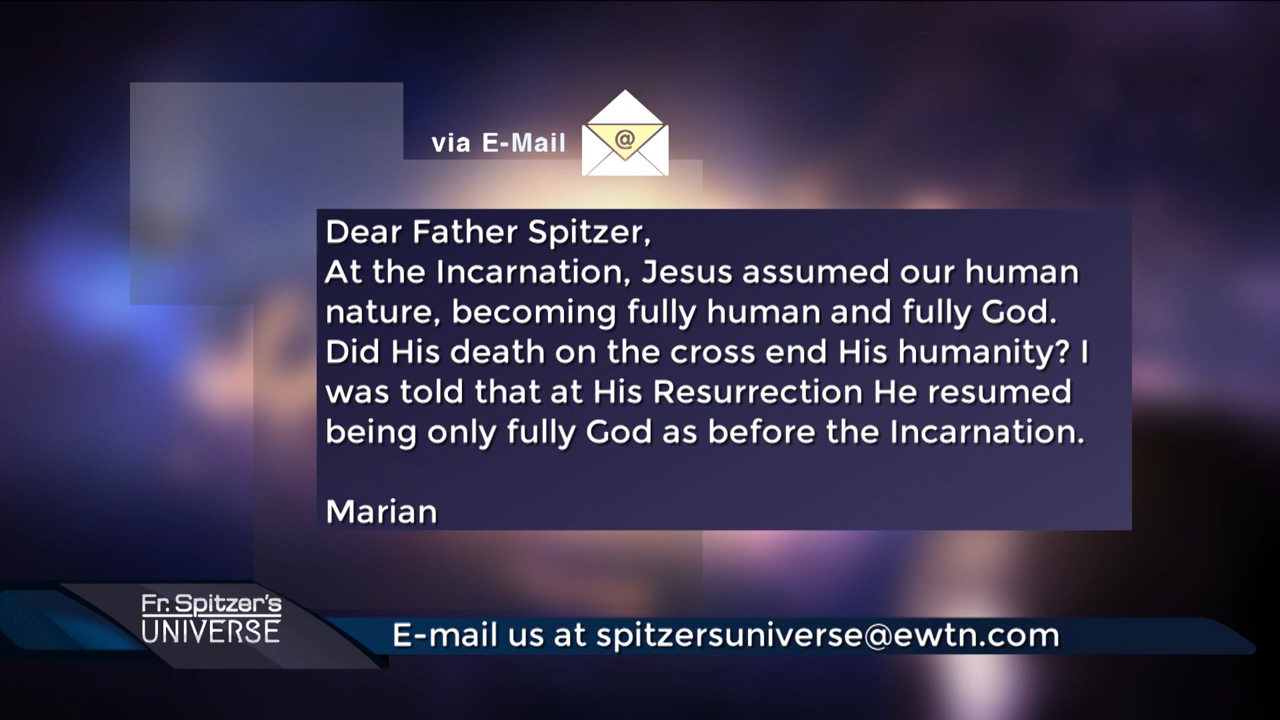 via E-Mail
@
Dear Father Spitzer,
At the Incarnation, Jesus assumed our human
nature, becoming fully human and fully God.
Did His death on the cross end His humanity? I
was told that at His Resurrection He resumed
being only fully God as before the Incarnation.
Marian
Fr. Spitzer's
UNIVERSE
E-mail us at spitzersuniverse@ewtn.com